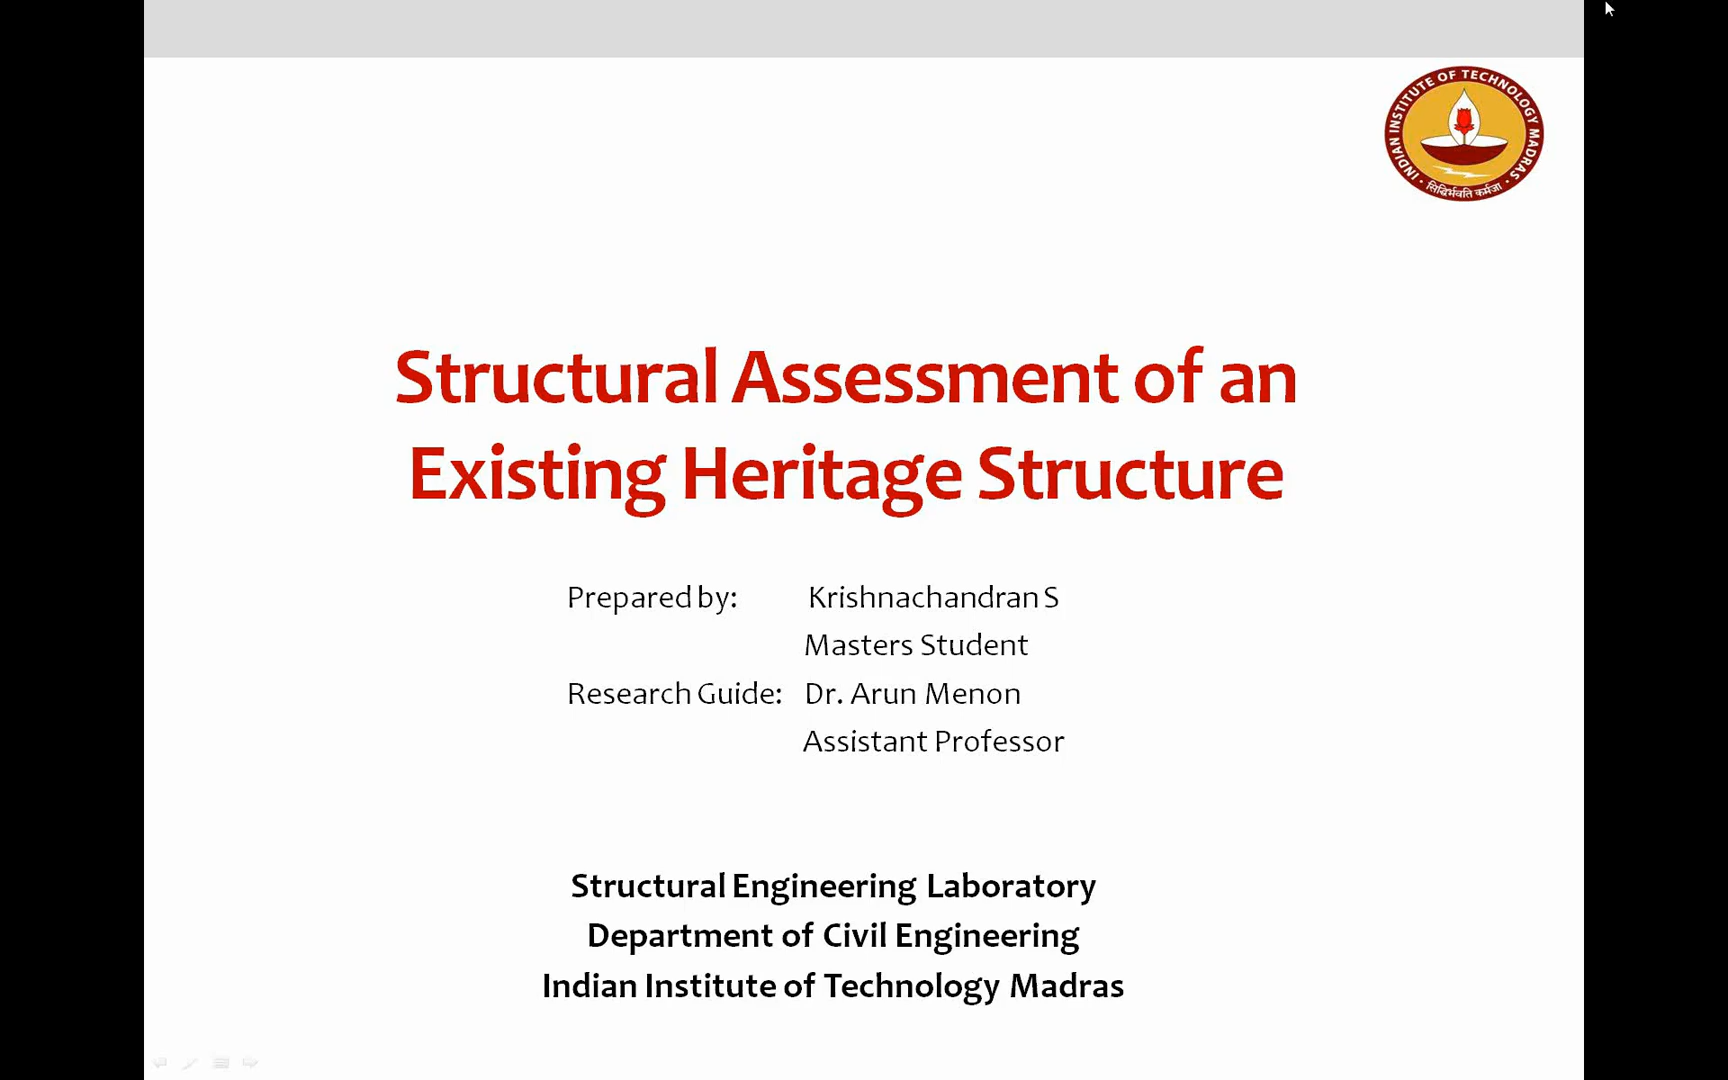 INDIAN INSTITUTE OF TECHNOLOGY MADRAS
सिद्धिर्भवति कर्मजा
Structural Assessment of an
Existing Heritage Structure
Prepared by: Krishnachandran S
Masters Student
Research Guide: Dr. Arun Menon
Assistant Professor
Structural Engineering Laboratory
Department of Civil Engineering
Indian Institute of Technology Madras